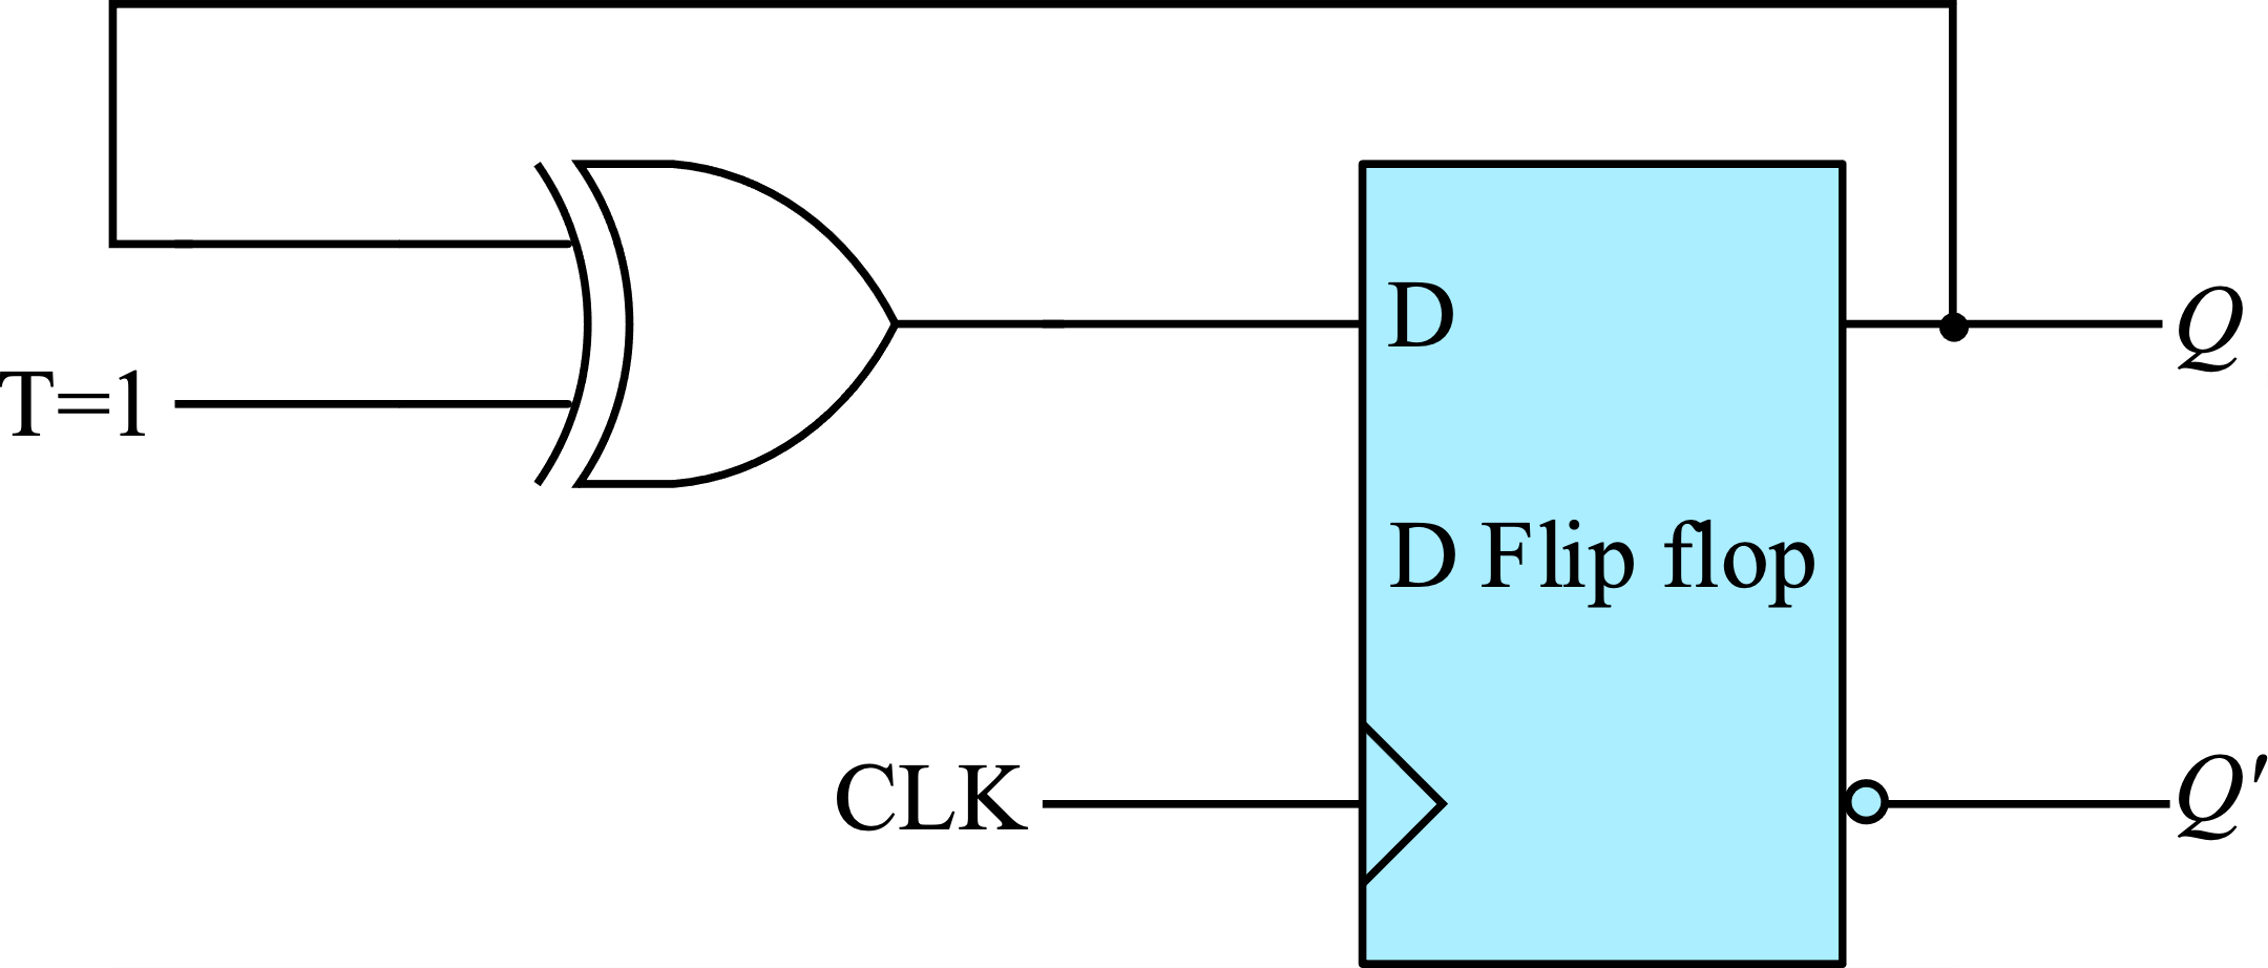 D
Q
T=1
D Flip flop
CLK
Q'